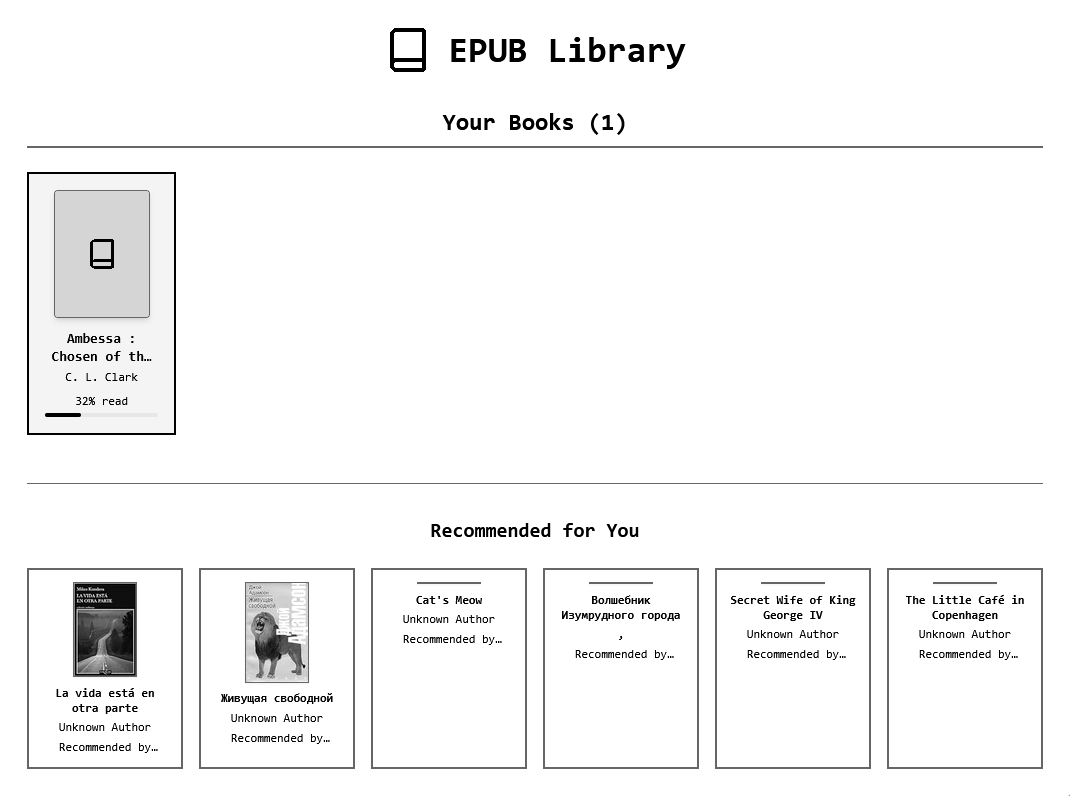 EPUB Library
Your Books (1)
Ambessa :
Chosen of th…
C. L. Clark
32% read
Recommended for You
Milan Kundera
LA VIDA ESTÁ
EN OTRA PARTE
La vida está en
otra parte
Unknown Author
Recommended by…
Джой
Адамсон
Живущая
свободной
Джой
Адамсон
Живущая свободной
Unknown Author
Recommended by…
Cat's Meow
Unknown Author
Recommended by…
Волшебник
Изумрудного города
,
Recommended by…
Secret Wife of King
George IV
Unknown Author
Recommended by…
The Little Café in
Copenhagen
Unknown Author
Recommended by…